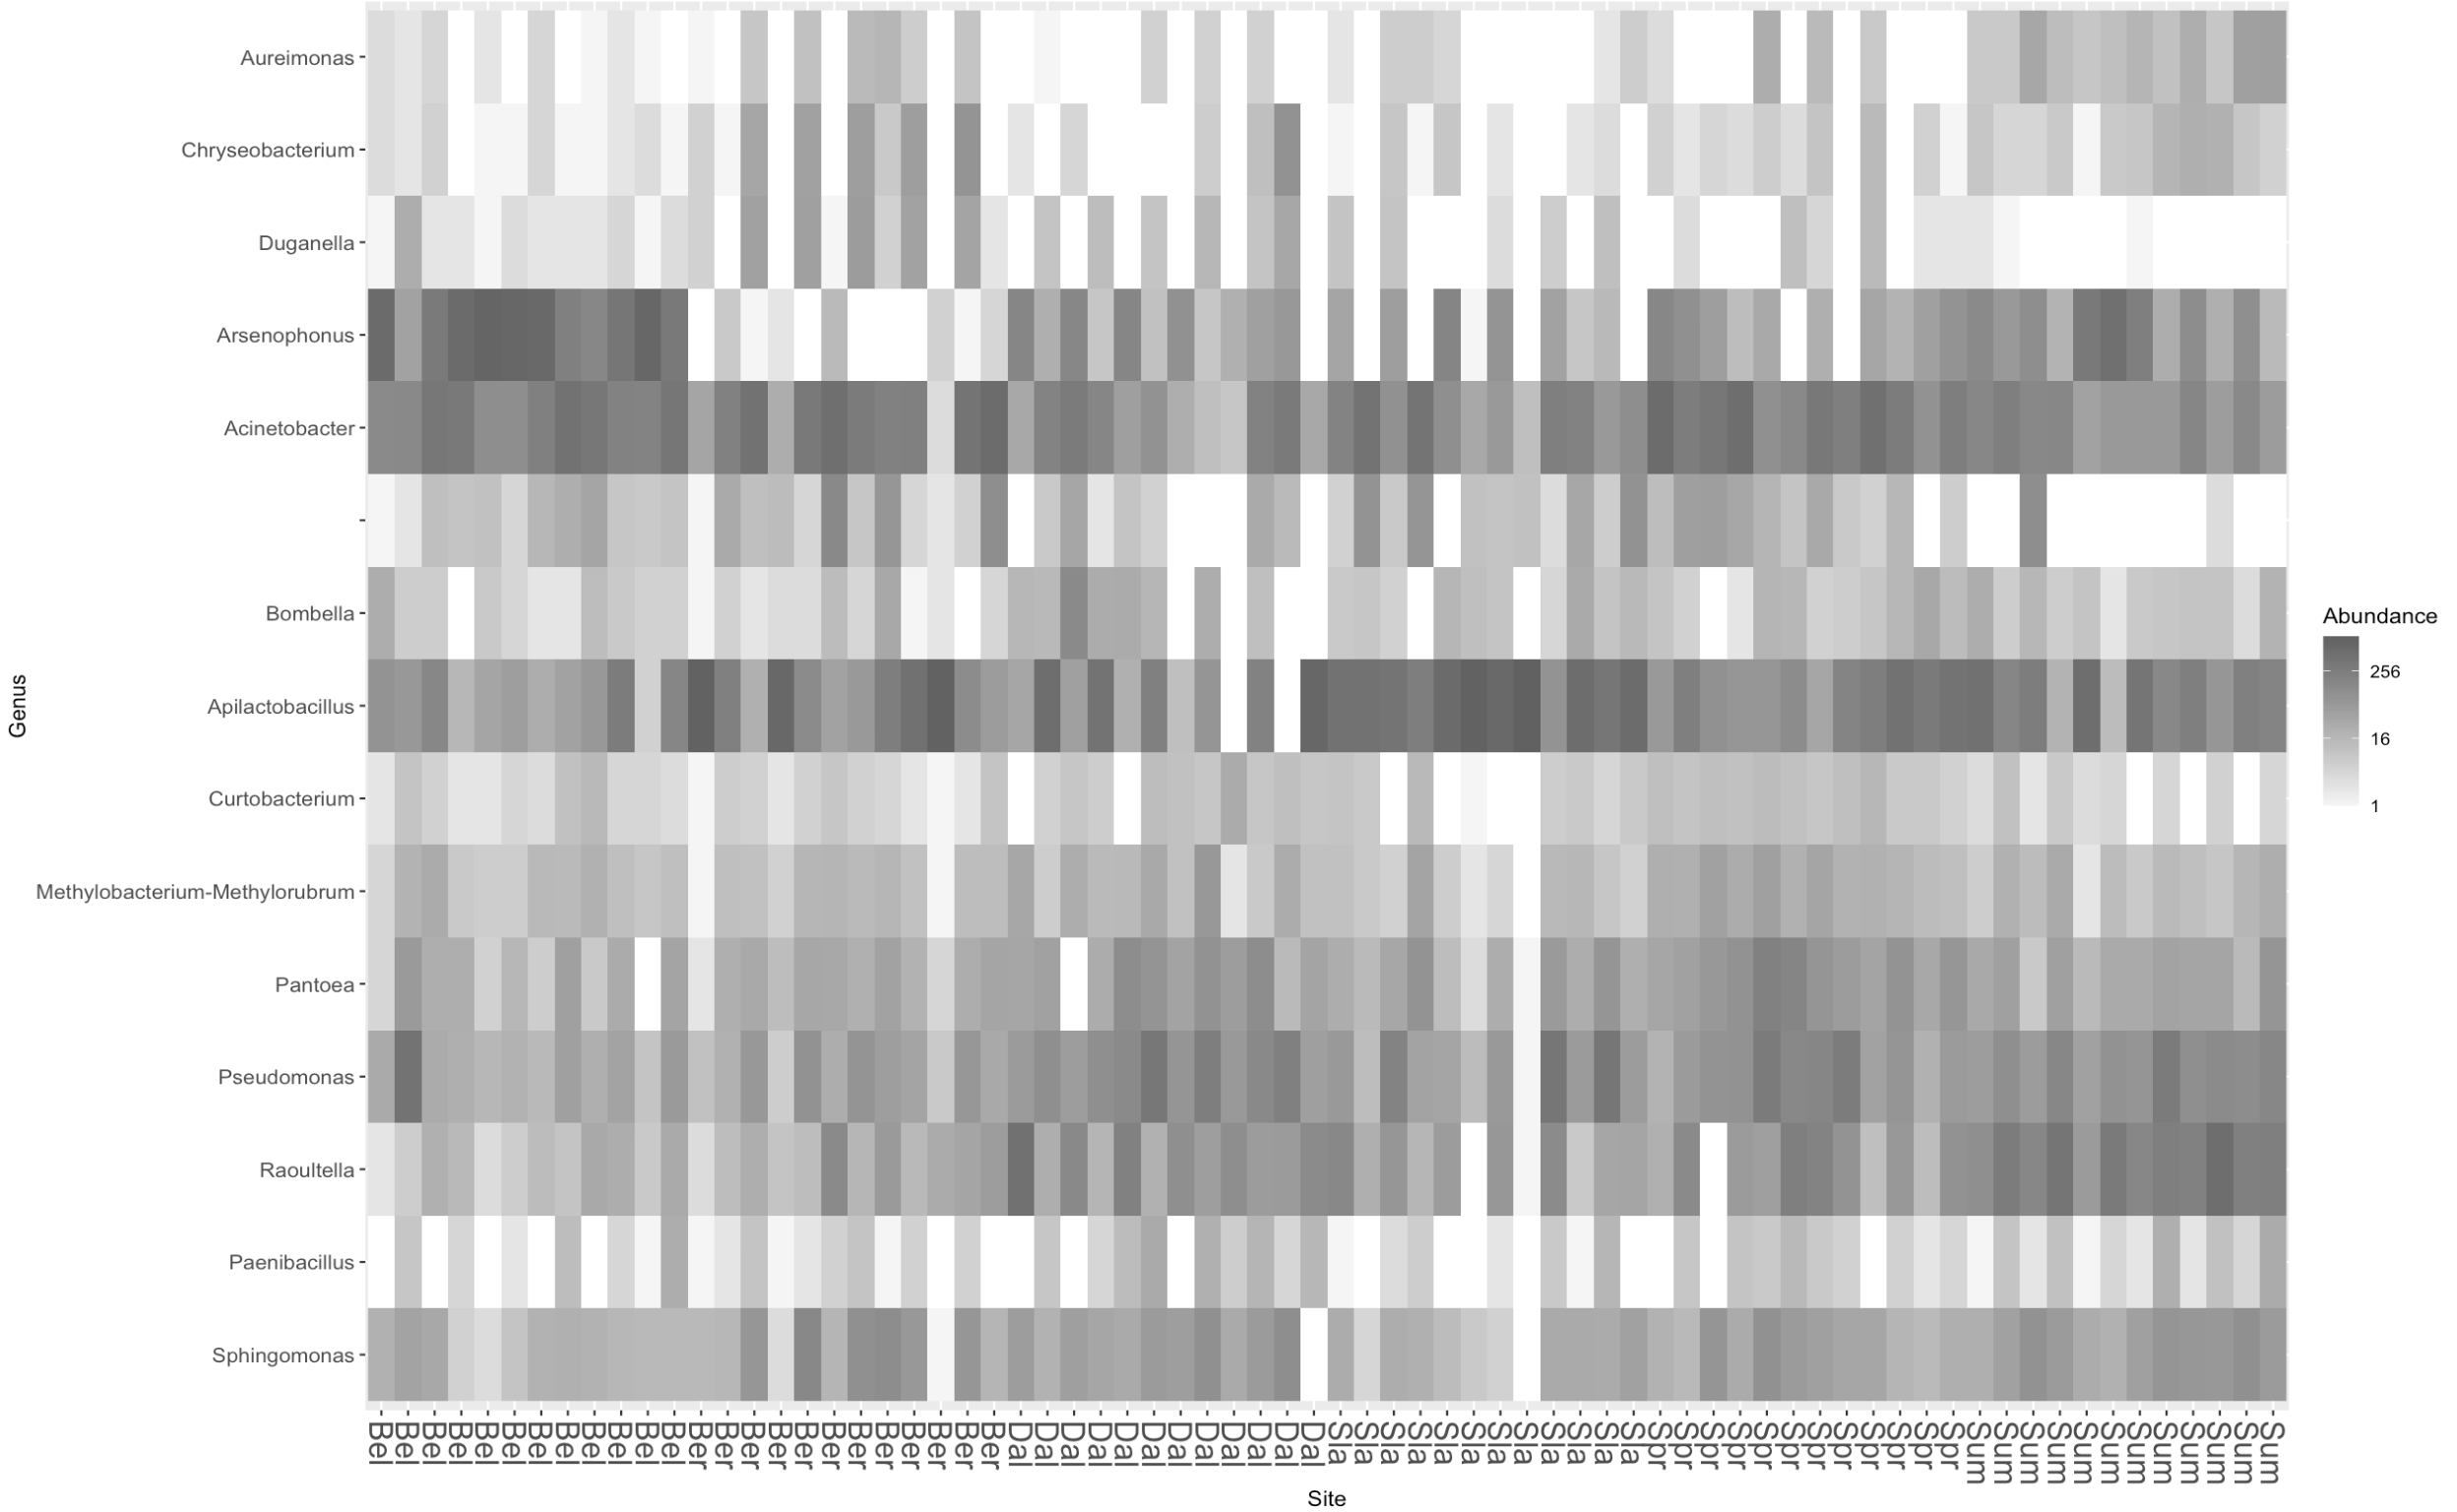 Aureimonas
Chryseobacterium
Duganella
Arsenophonus
Acinetobacter
Bombella
Apilactobacillus
Curtobacterium
Methylobacterium-Methylorubrum
Pantoea
Pseudomonas
Raoultella
Paenibacillus
Sphingomonas
Genus
Bel Bel Bel Bel Bel Bel Bel Bel Bel Bel Bel Bel Ber Ber Ber Ber Ber Ber Ber Ber Ber Ber Ber Ber Dal Dal Dal Dal Dal Dal Dal Dal Dal Dal Dal Dal Sla Sla Sla Sla Sla Sla Sla Sla Sla Sla Sla Sla Spr Spr Spr Spr Spr Spr Spr Spr Spr Spr Spr Spr Sum Sum Sum Sum Sum Sum Sum Sum Sum Sum Sum Sum
Site
Abundance
256
16
1